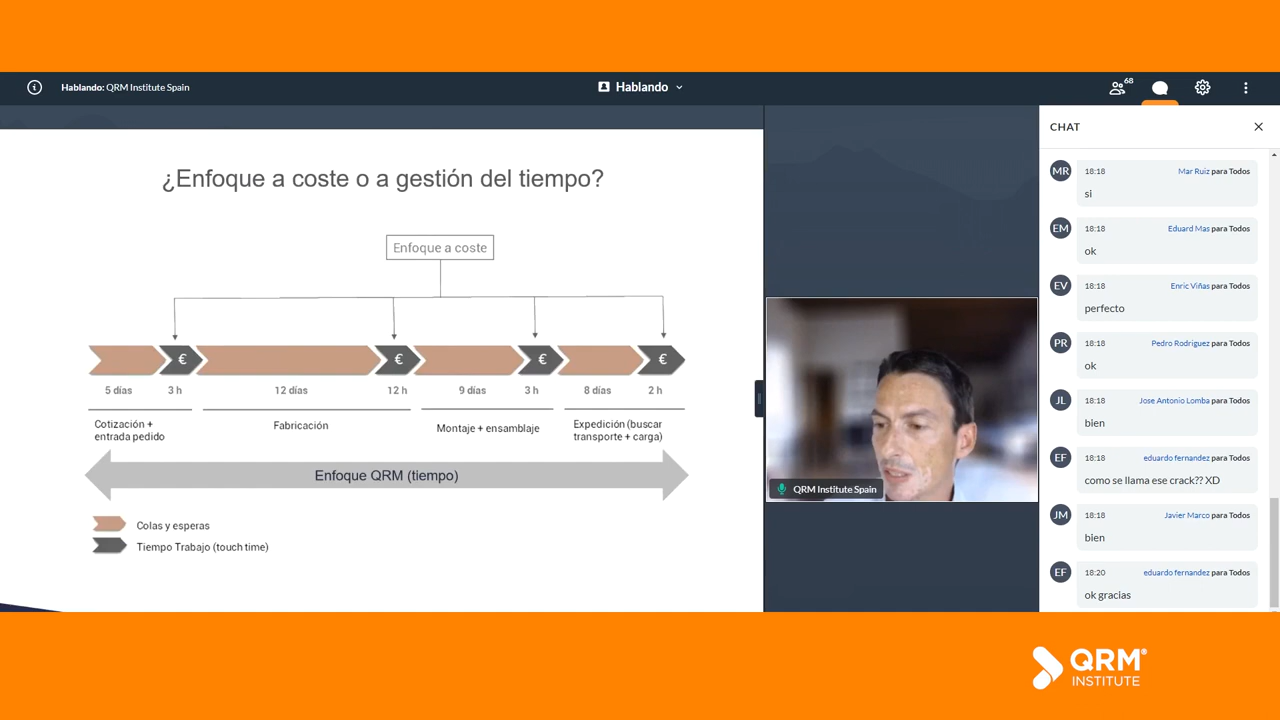 Hablando: QRM Institute Spain
Hablando
68
¿Enfoque a coste o a gestión del tiempo?
Enfoque a coste
€ € € €
5 días 3 h 12 días 12 h 9 días 3 h 8 días 2 h
Cotización +
entrada pedido
Fabricación
Montaje + ensamblaje
Expedición (buscar
transporte + carga)
Enfoque QRM (tiempo)
Colas y esperas
Tiempo Trabajo (touch time)
QRM Institute Spain
CHAT
MR 18:18 Mar Ruiz para Todos
si
EM 18:18 Eduard Mas para Todos
ok
EV 18:18 Enric Viñas para Todos
perfecto
PR 18:18 Pedro Rodriguez para Todos
ok
JL 18:18 Jose Antonio Lomba para Todos
bien
EF 18:18 eduardo fernandez para Todos
como se llama ese crack?? XD
JM 18:18 Javier Marco para Todos
bien
EF 18:20 eduardo fernandez para Todos
ok gracias
QRM®
INSTITUTE